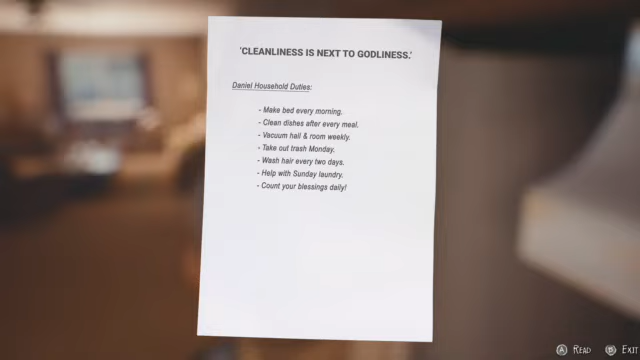 'CLEANLINESS IS NEXT TO GODLINESS.'
Daniel Household Duties:
- Make bed every morning.
- Clean dishes after every meal.
- Vacuum hall & room weekly.
- Take out trash Monday.
- Wash hair every two days.
- Help with Sunday laundry.
- Count your blessings daily!
A READ B EXIT